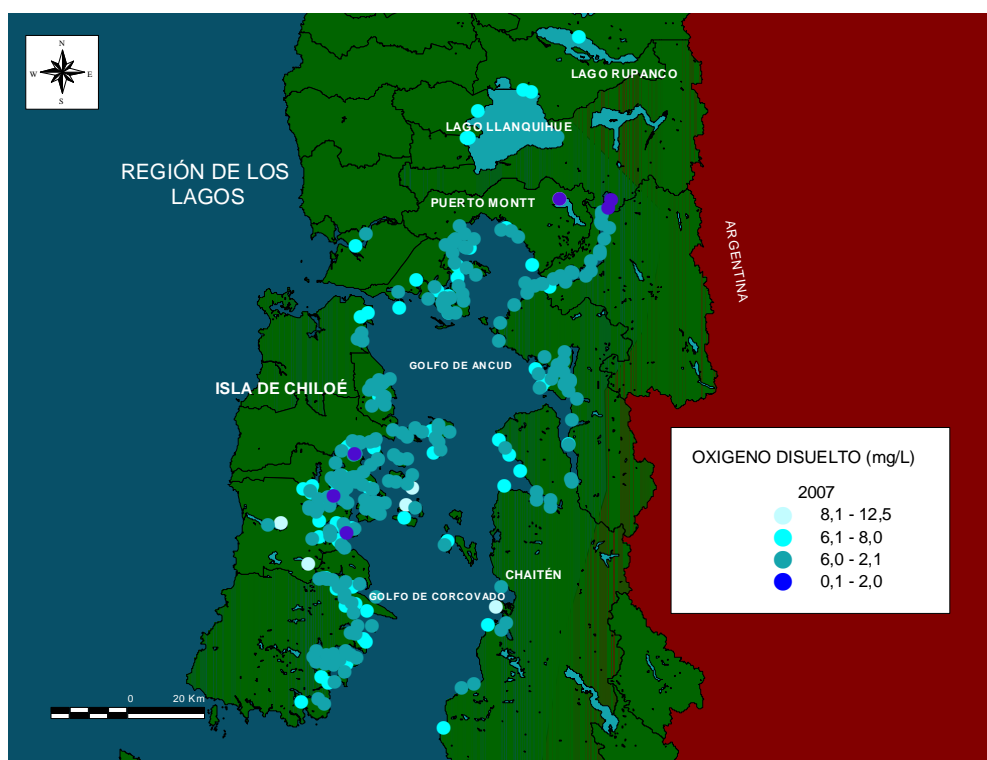 N
W
E
S
LAGO RUPANCO
LAGO LLANQUIHUE
REGIÓN DE LOS
LAGOS
PUERTO MONTT
ARGENTINA
GOLFO DE ANCUD
ISLA DE CHILOÉ
OXIGENO DISUELTO (mg/L)
2007
8,1 - 12,5
6,1 - 8,0
6,0 - 2,1
0,1 - 2,0
CHAITÉN
GOLFO DE CORCOVADO
0 20 Km